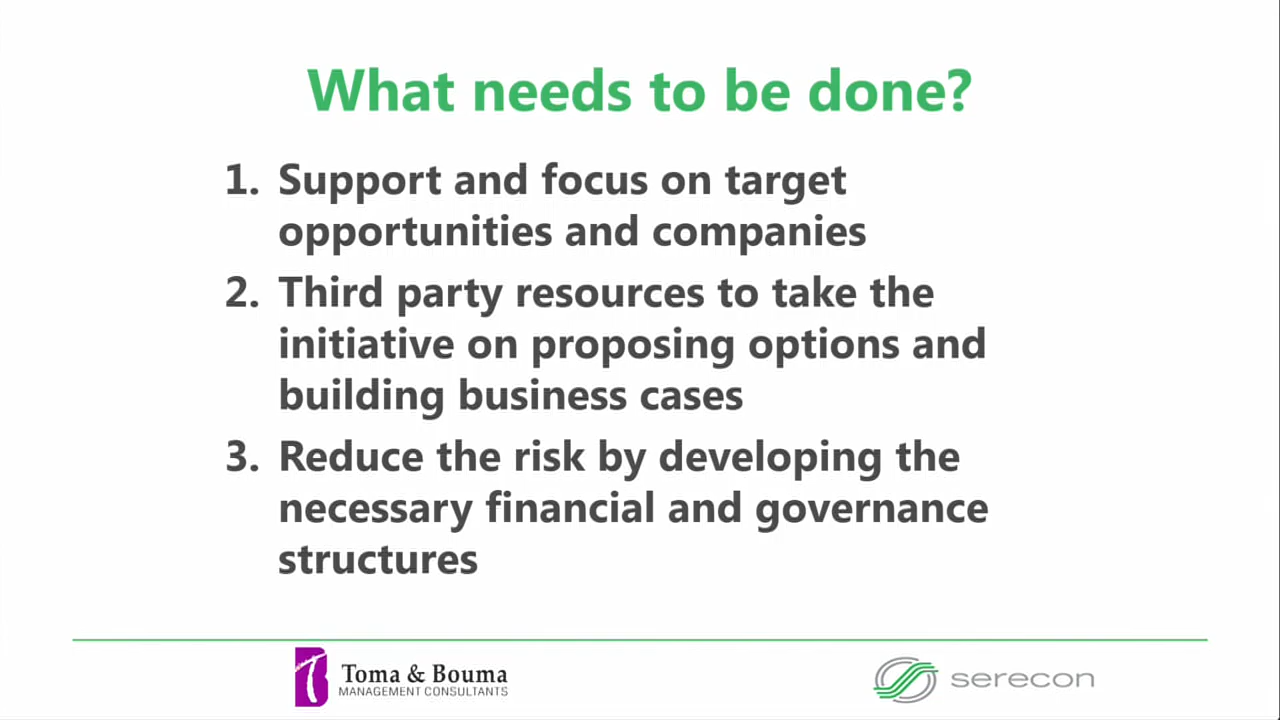 What needs to be done?
1. Support and focus on target
opportunities and companies
2. Third party resources to take the
initiative on proposing options and
building business cases
3. Reduce the risk by developing the
necessary financial and governance
structures
Toma & Bouma
MANAGEMENT CONSULTANTS
serecon